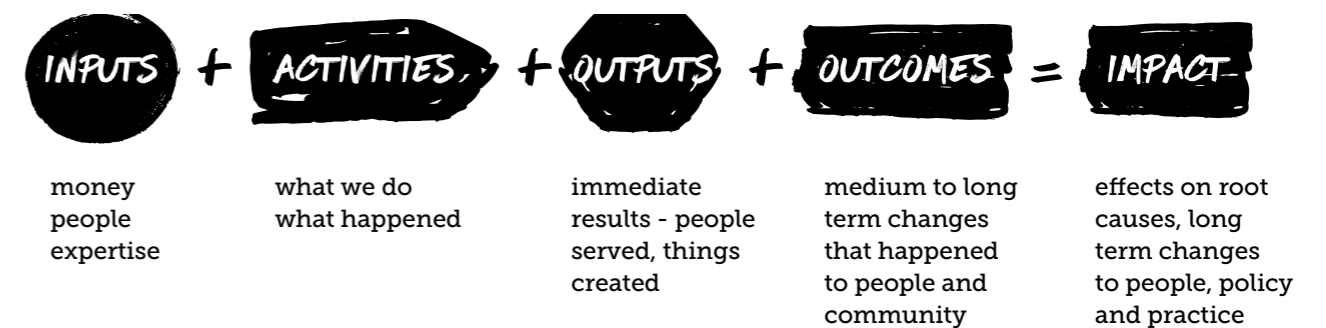 INPUTS + ACTIVITIES + OUTPUTS + OUTCOMES = IMPACT
money
people
expertise
what we do
what happened
immediate
results - people
served, things
created
medium to long
term changes
that happened
to people and
community
effects on root
causes, long
term changes
to people, policy
and practice